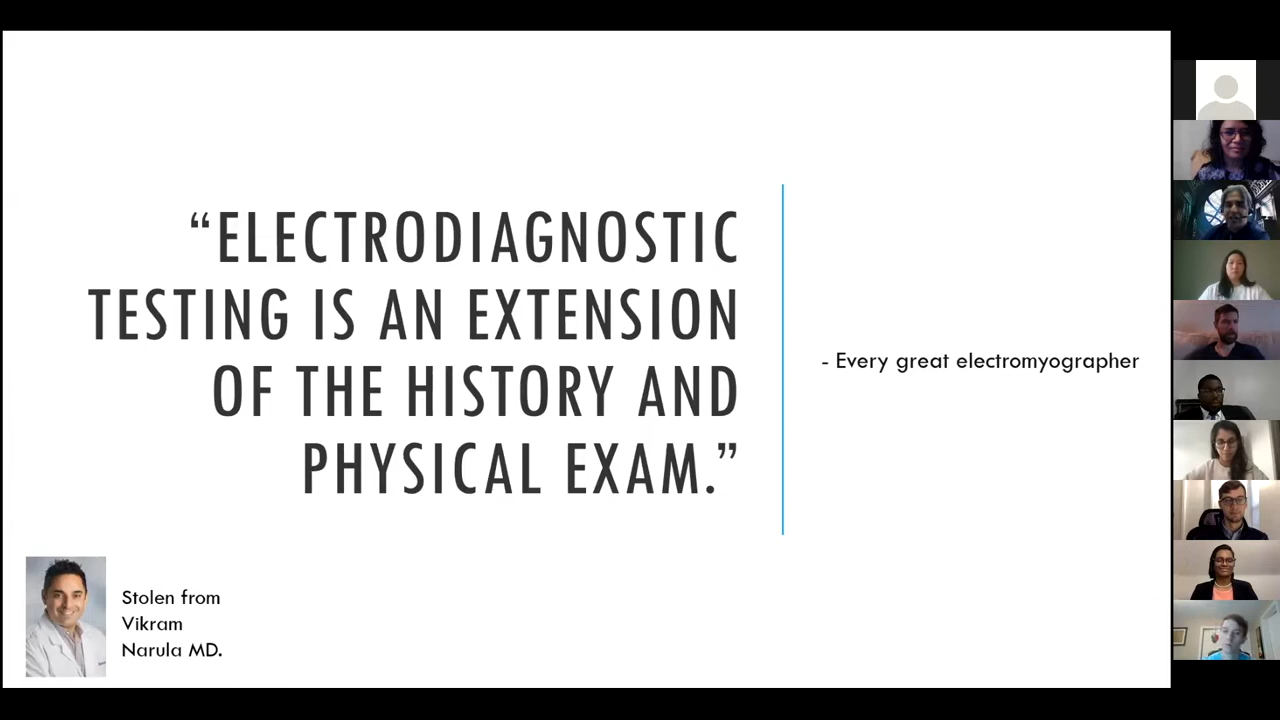 “ELECTRODIAGNOSTIC
TESTING IS AN EXTENSION
OF THE HISTORY AND
PHYSICAL EXAM.”
- Every great electromyographer
Stolen from
Vikram
Narula MD.